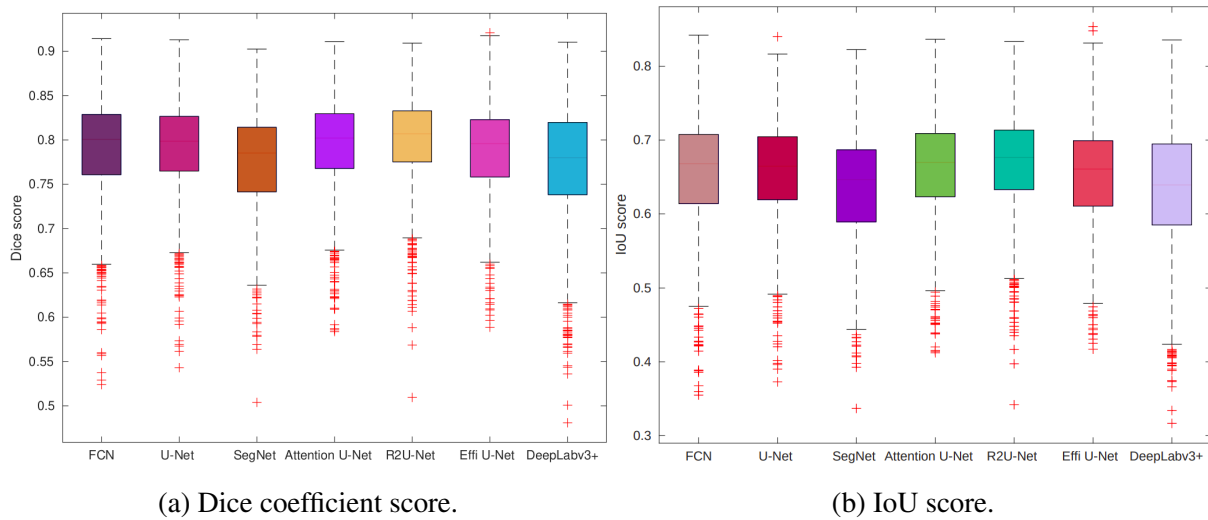 0.9
0.85
0.8
0.75
0.7
0.65
0.6
0.55
0.5
Dice score
FCN U-Net SegNet Attention U-Net R2U-Net Effi U-Net DeepLabv3+
(a) Dice coefficient score.
0.8
0.7
0.6
0.5
0.4
0.3
IoU score
FCN U-Net SegNet Attention U-Net R2U-Net Effi U-Net DeepLabv3+
(b) IoU score.